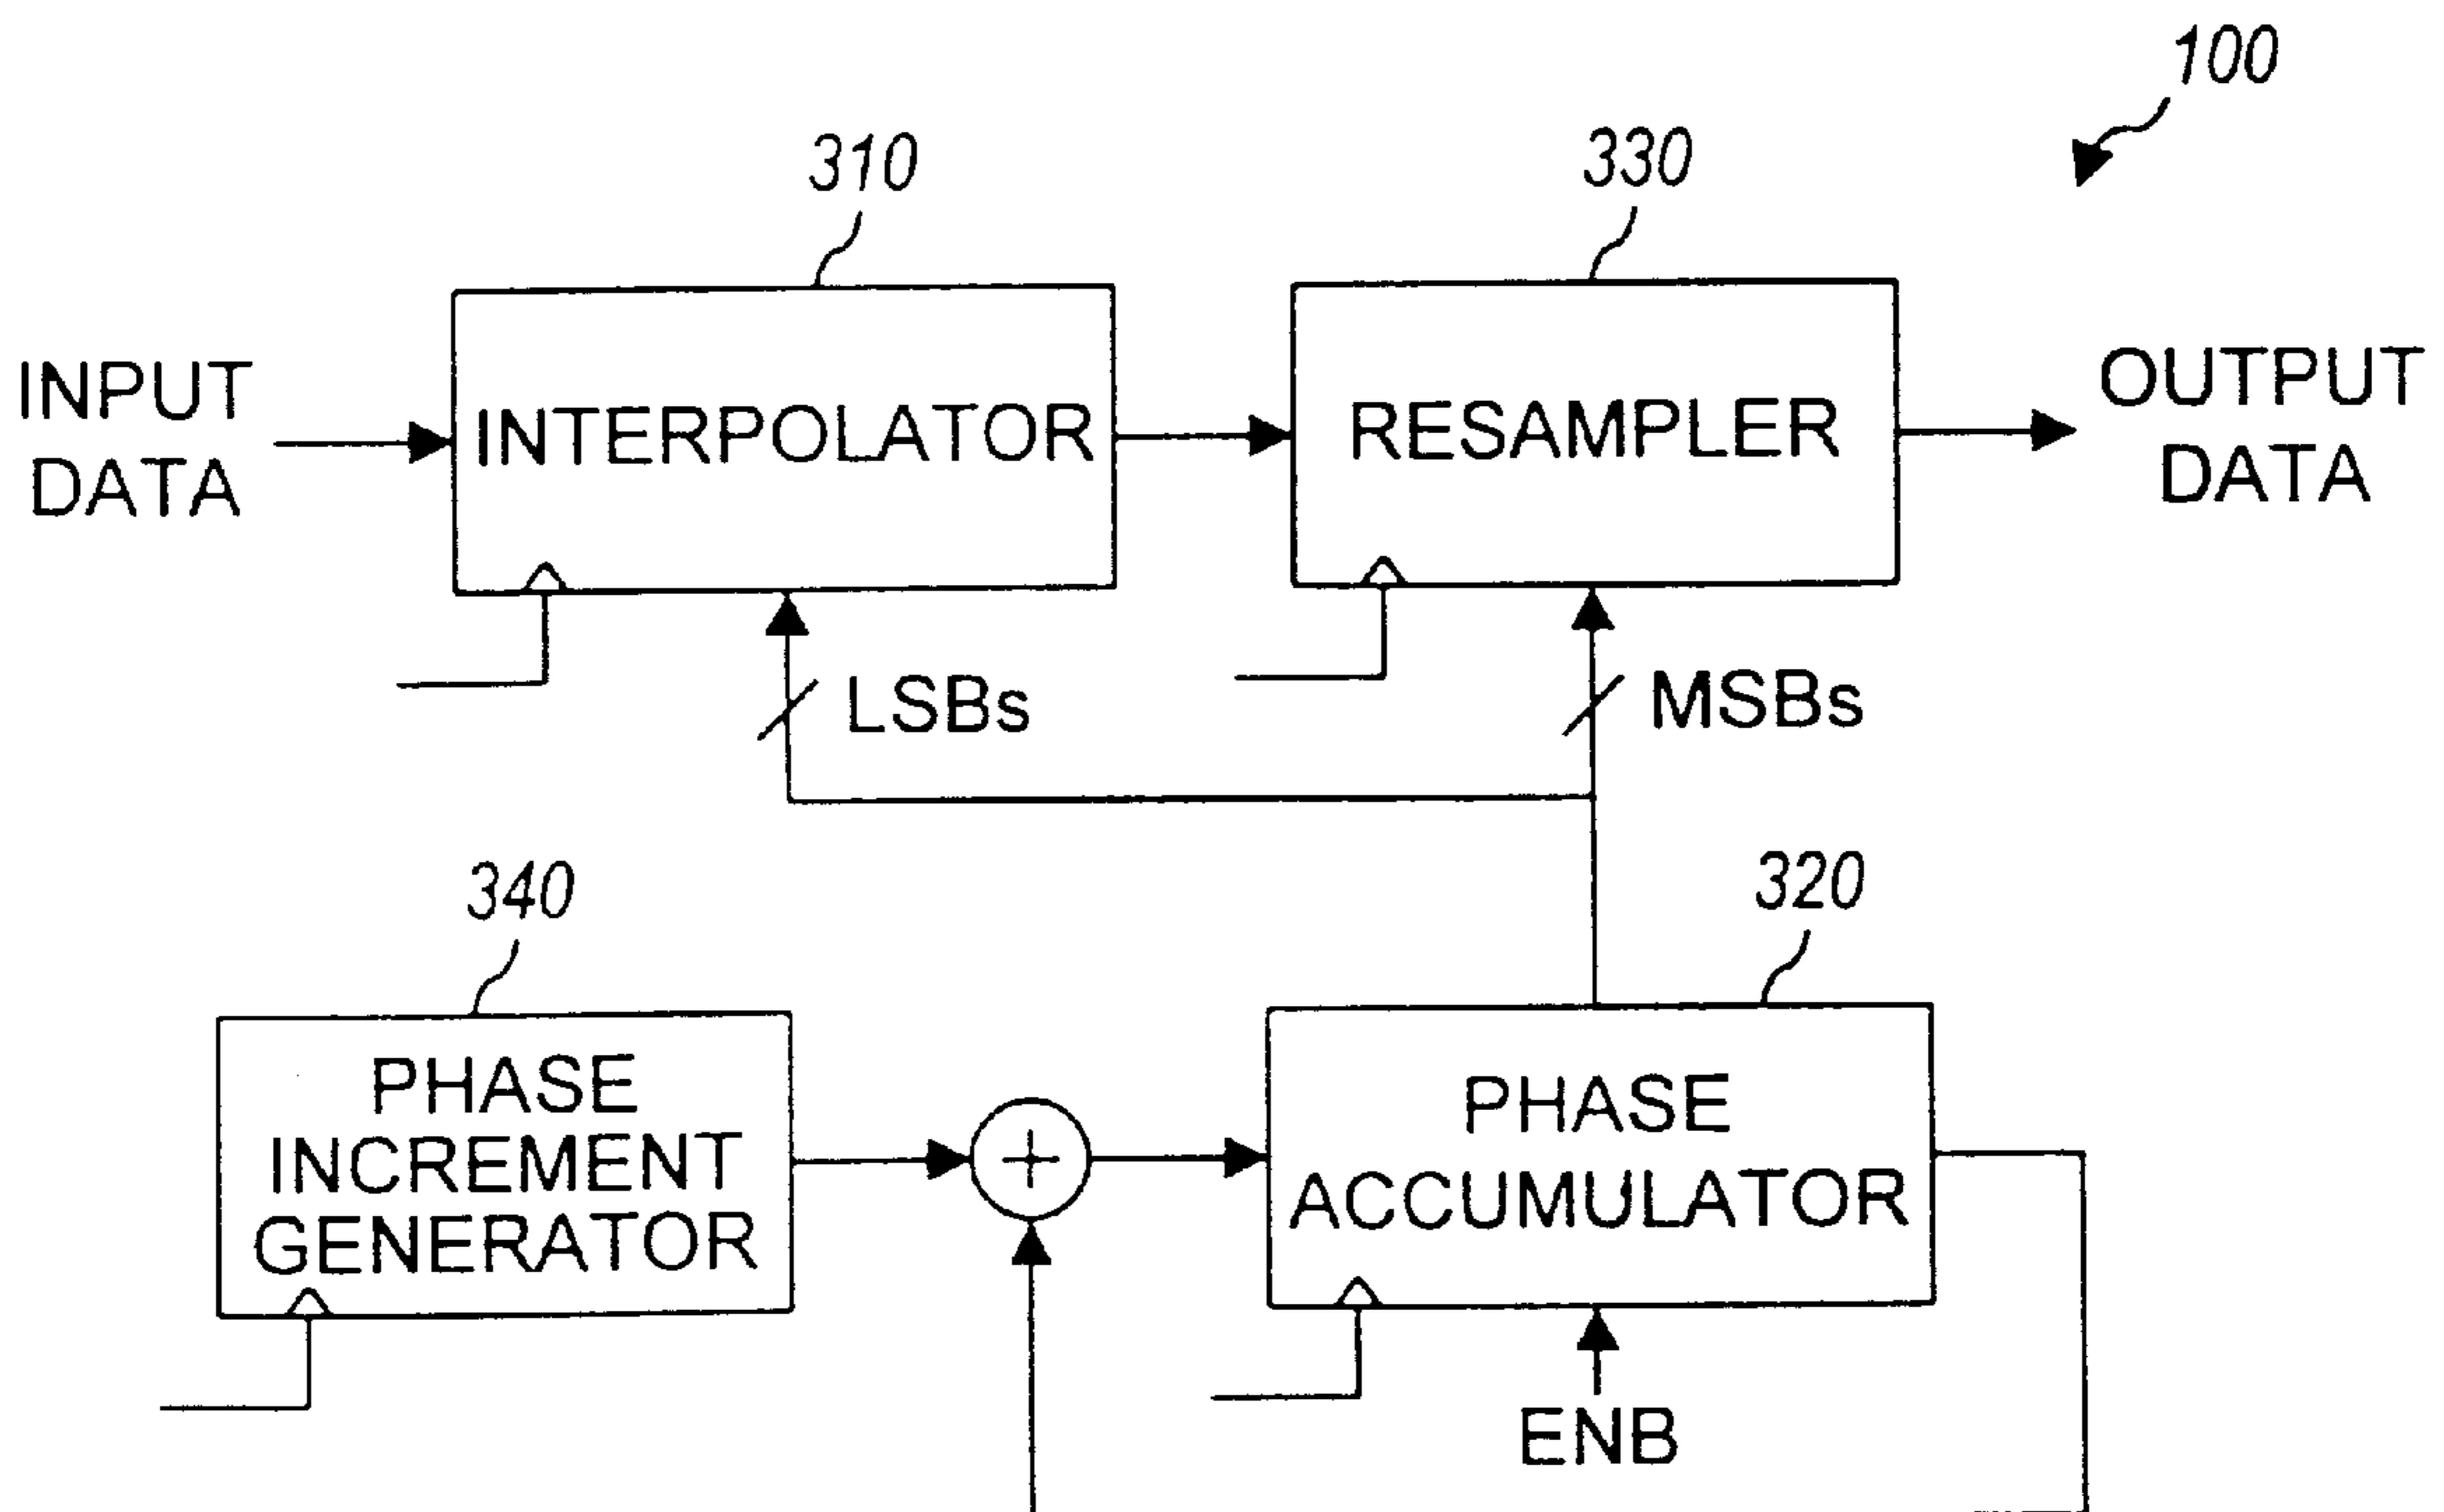 100
310
330
INPUT
DATA
INTERPOLATOR
RESAMPLER
OUTPUT
DATA
LSBs
MSBs
340
320
PHASE
INCREMENT
GENERATOR
+
PHASE
ACCUMULATOR
ENB